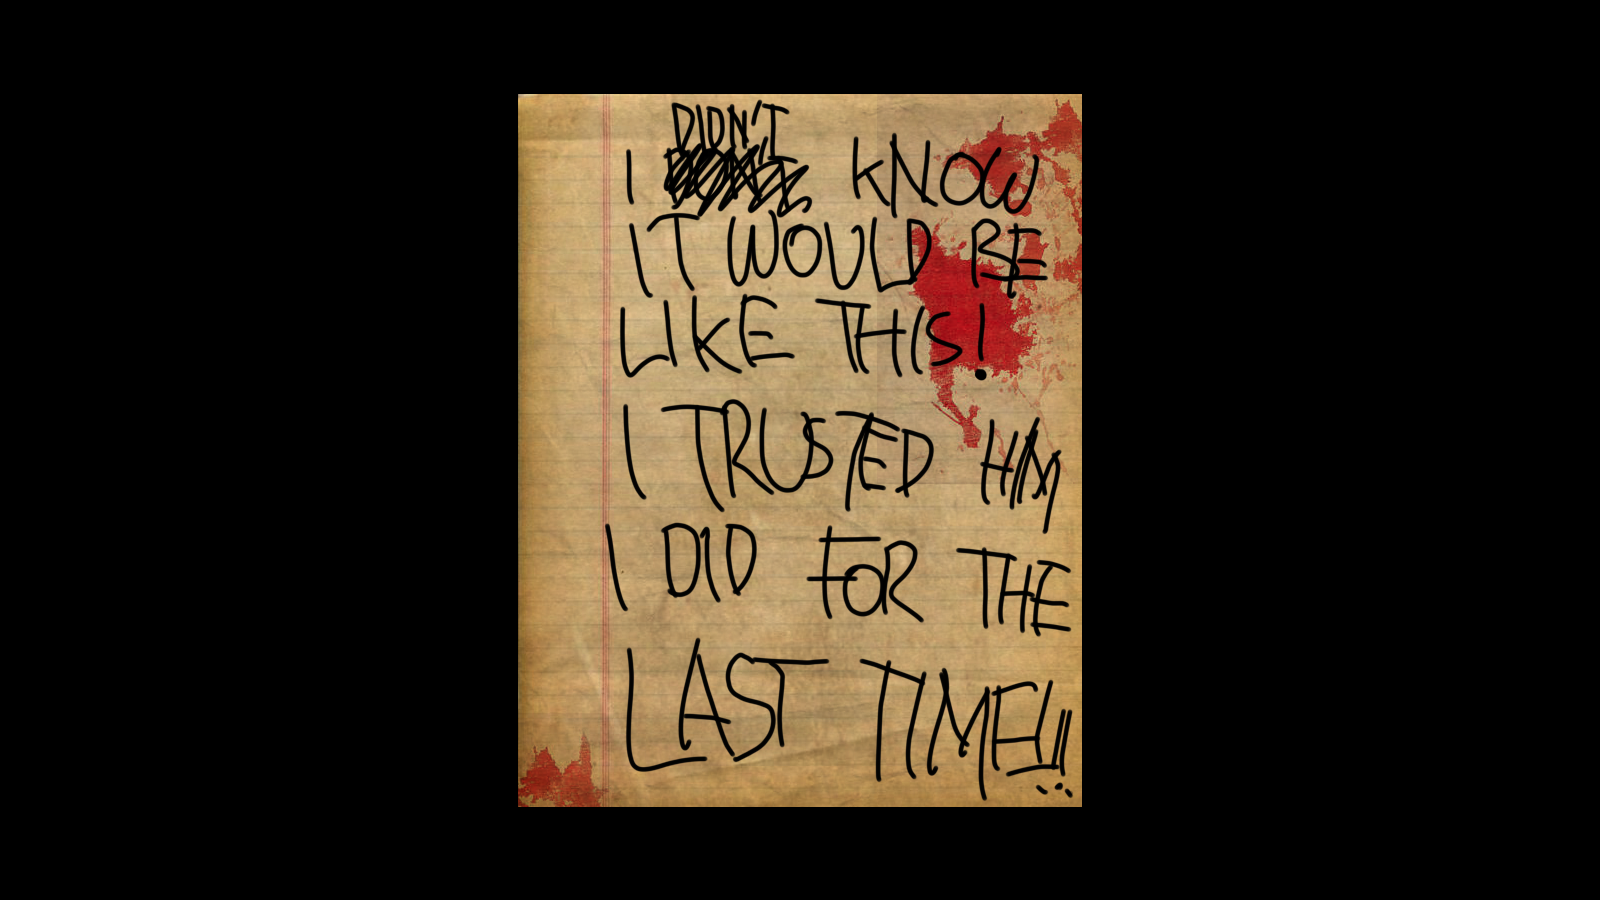 DIDN'T
I KNOW
IT WOULD BE
LIKE THIS!
I TRUSTED HIM
I DID FOR THE
LAST TIME!!!